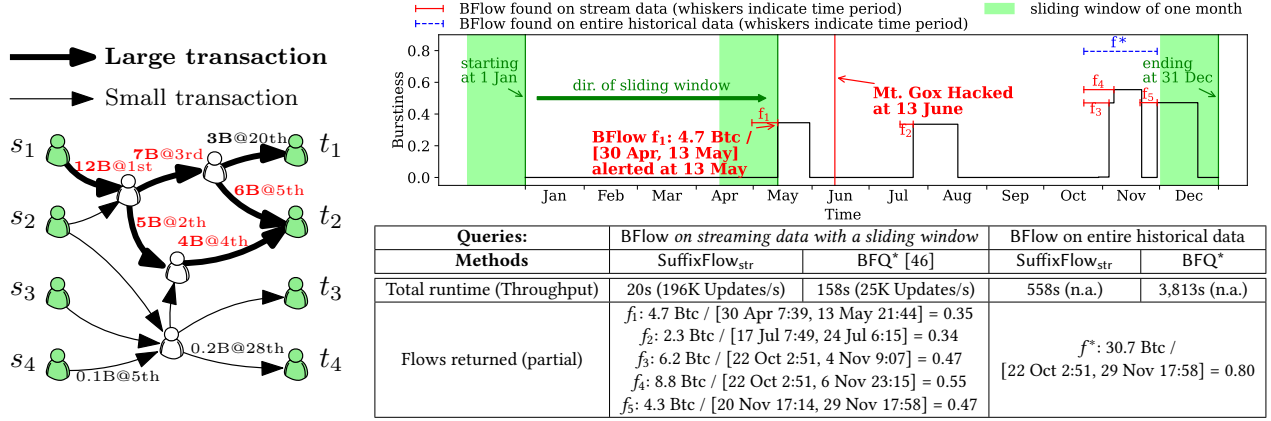 Large transaction
Small transaction
s1
s2
s3
s4
t1
t2
t3
t4
12B@1st
7B@3rd
3B@20th
6B@5th
5B@2th
4B@4th
0.2B@28th
0.1B@5th
BFlow found on stream data (whiskers indicate time period)
BFlow found on entire historical data (whiskers indicate time period)
sliding window of one month
Burstiness
0.8
0.6
0.4
0.2
0.0
starting
at 1 Jan
dir. of sliding window
f1
BFlow f1: 4.7 Btc /
[30 Apr, 13 May]
alerted at 13 May
Mt. Gox Hacked
at 13 June
f2
f3
f4
f5
f*
ending
at 31 Dec
Jan Feb Mar Apr May Jun Jul Aug Sep Oct Nov Dec
Time
Queries: BFlow on streaming data with a sliding window BFlow on entire historical data
Methods SuffixFlowstr BFQ* [46] SuffixFlowstr BFQ*
Total runtime (Throughput) 20s (196K Updates/s) 158s (25K Updates/s) 558s (n.a.) 3,813s (n.a.)
Flows returned (partial)
f1: 4.7 Btc / [30 Apr 7:39, 13 May 21:44] = 0.35
f2: 2.3 Btc / [17 Jul 7:49, 24 Jul 6:15] = 0.34
f3: 6.2 Btc / [22 Oct 2:51, 4 Nov 9:07] = 0.47
f4: 8.8 Btc / [22 Oct 2:51, 6 Nov 23:15] = 0.55
f5: 4.3 Btc / [20 Nov 17:14, 29 Nov 17:58] = 0.47
f*: 30.7 Btc /
[22 Oct 2:51, 29 Nov 17:58] = 0.80